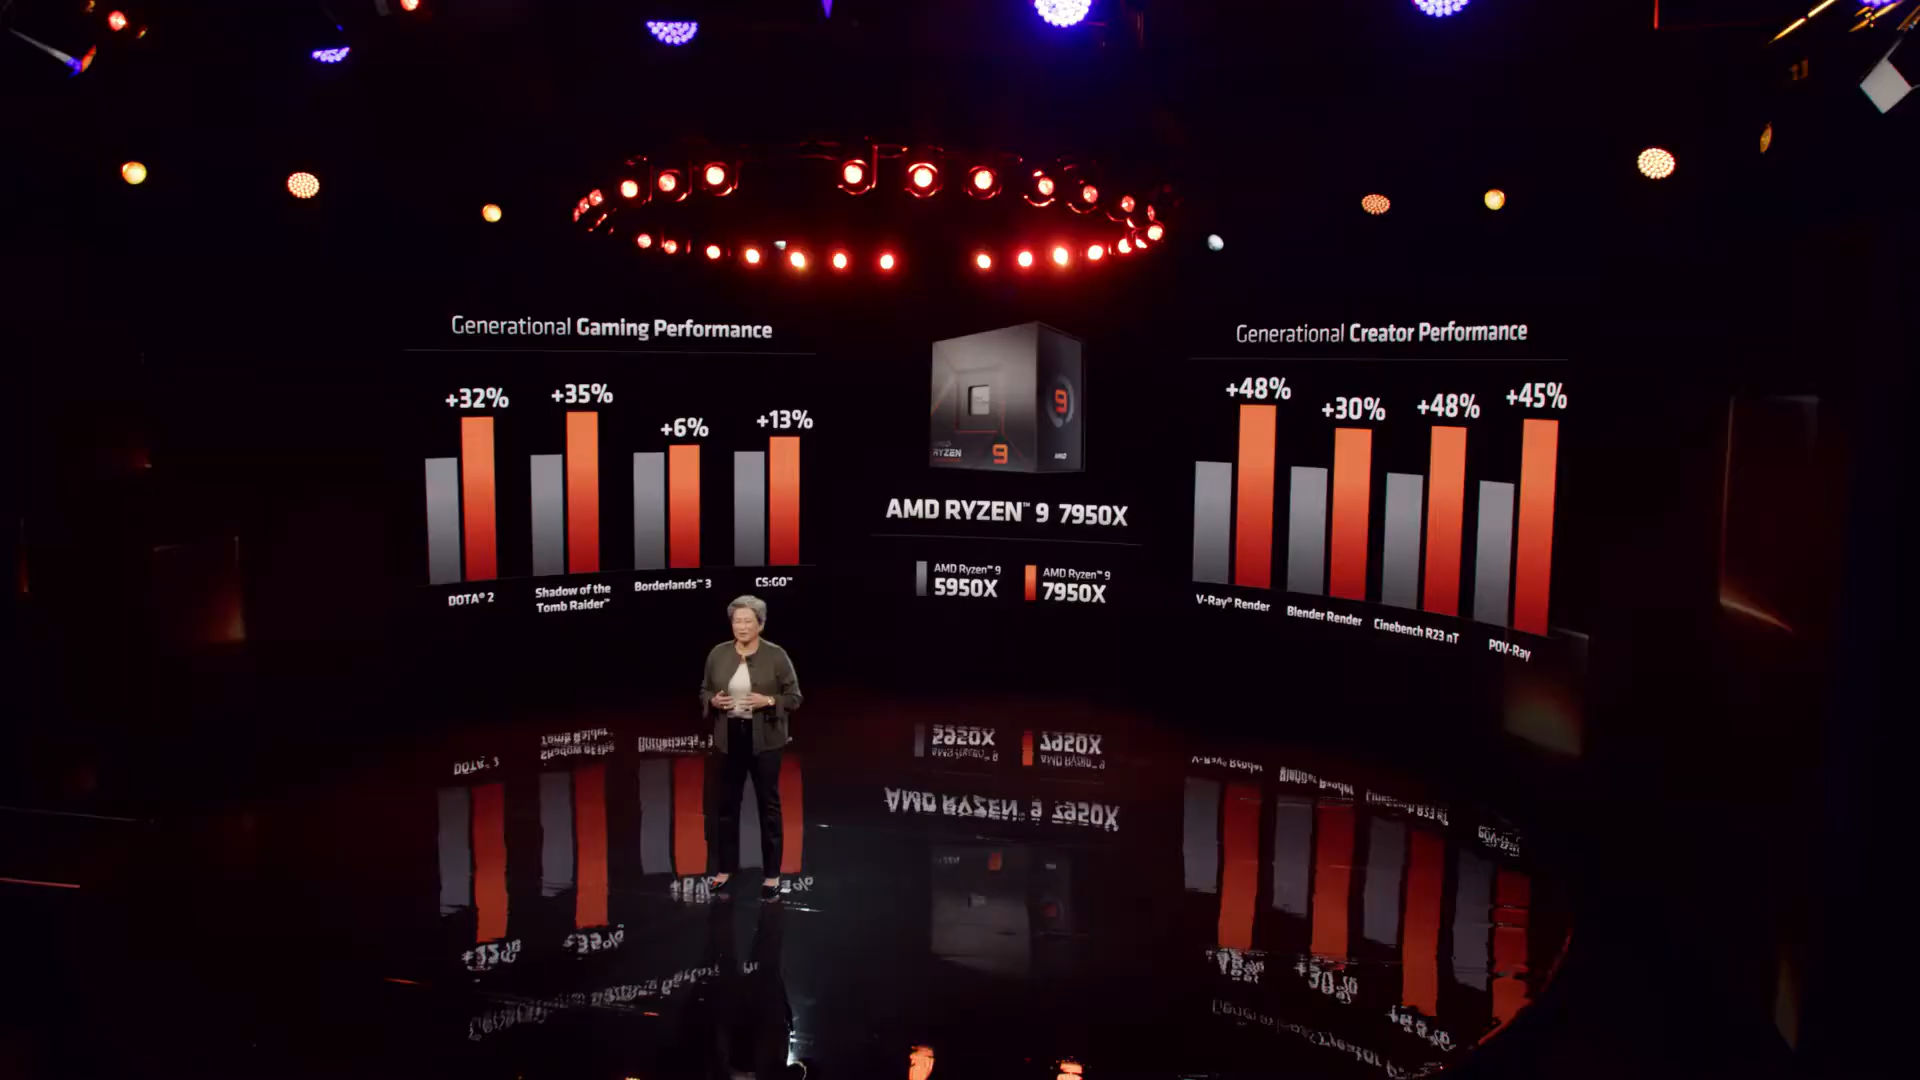 Generational Gaming Performance
+32%
+35%
+6%
+13%
DOTA® 2
Shadow of the
Tomb Raider™
Borderlands™ 3
CS:GO™
RYZEN
9
9
AMD
AMD RYZEN™ 9 7950X
AMD Ryzen™ 9
5950X
AMD Ryzen™ 9
7950X
Generational Creator Performance
+48%
+30%
+48%
+45%
V-Ray® Render
Blender Render
Cinebench R23 nT
POV-Ray